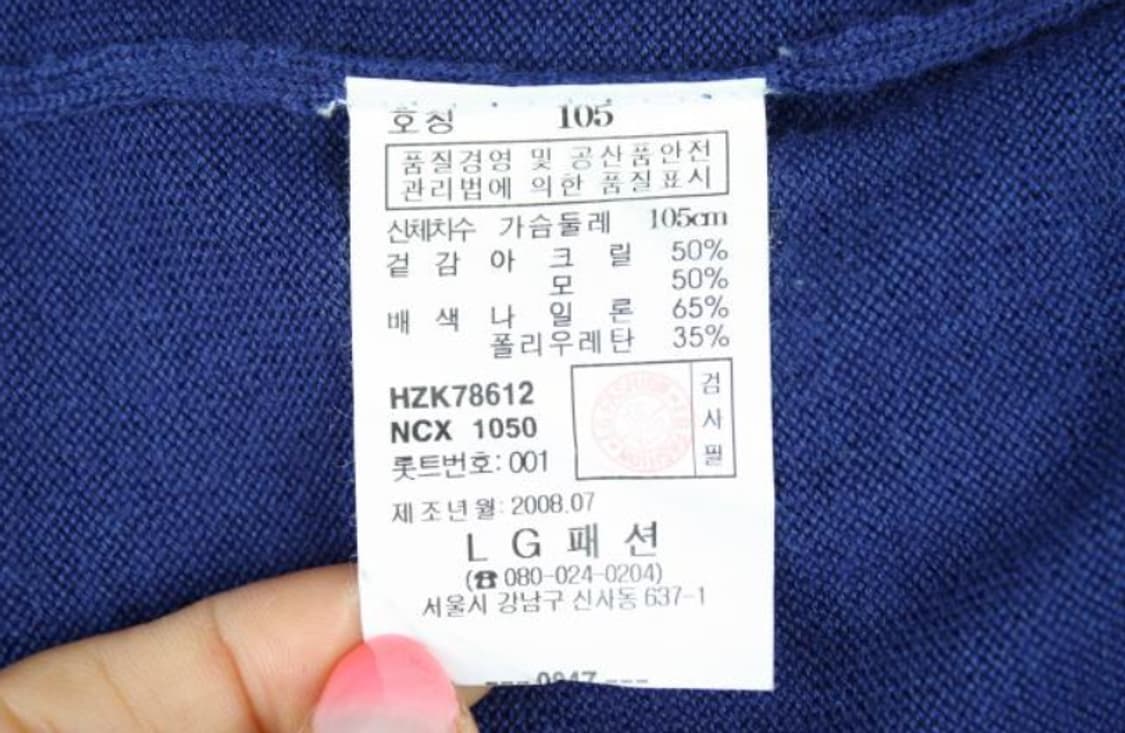 호칭 105
품질경영 및 공산품안전
관리법에 의한 품질표시
신체치수 가슴둘레 105cm
겉감 아크릴 50%
모 50%
배색 나일론 65%
폴리우레탄 35%
HZK78612
NCX 1050
롯트번호: 001
검사필
제조년월: 2008.07
LG패션
(☎080-024-0204)
서울시 강남구 신사동 637-1